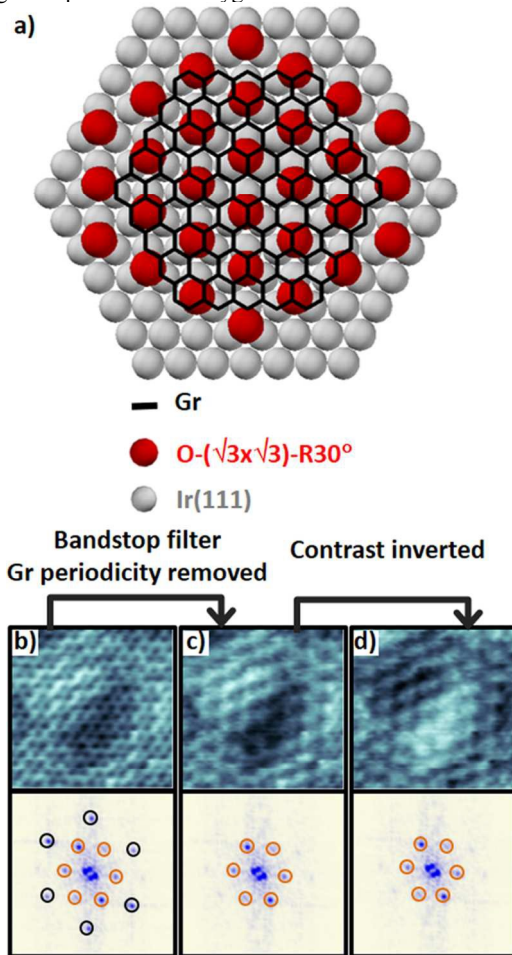 a)
Gr
O-(√3x√3)-R30°
Ir(111)
Bandstop filter
Gr periodicity removed
Contrast inverted
b)
c)
d)